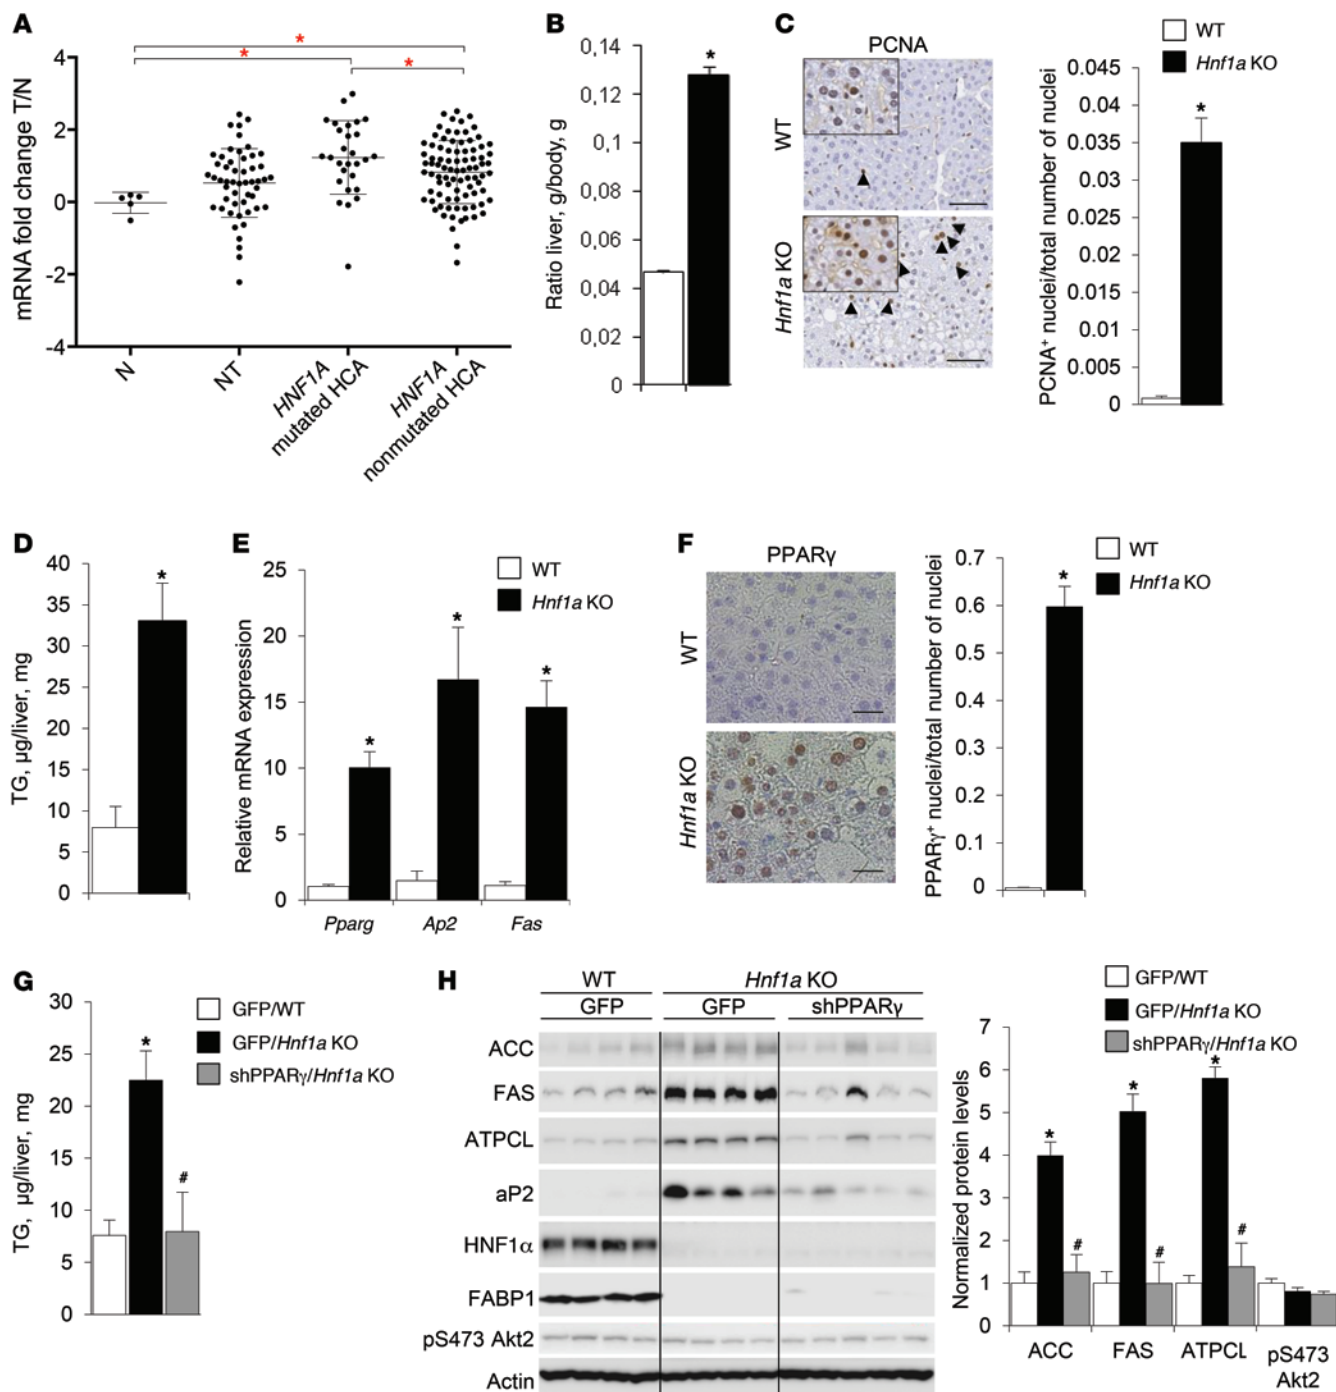 A
*
*
*
mRNA fold change T/N
4
2
0
-2
-4
N
NT
HNF1A
mutated HCA
HNF1A
nonmutated HCA
B
Ratio liver, g/body, g
0,14
0,12
0,10
0,08
0,06
0,04
0,02
0
*
C
PCNA
WT
Hnf1a KO
WT
Hnf1a KO
PCNA⁺ nuclei/total number of nuclei
0.045
0.04
0.035
0.03
0.025
0.02
0.015
0.01
0.005
0
*
D
TG, µg/liver, mg
40
35
30
25
20
15
10
5
0
*
E
WT
Hnf1a KO
Relative mRNA expression
25
20
15
10
5
0
*
*
*
Pparg
Ap2
Fas
F
PPARγ
WT
Hnf1a KO
WT
Hnf1a KO
PPARγ⁺ nuclei/total number of nuclei
0.7
0.6
0.5
0.4
0.3
0.2
0.1
0
*
G
GFP/WT
GFP/Hnf1a KO
shPPARγ/Hnf1a KO
TG, µg/liver, mg
30
25
20
15
10
5
0
*
#
H
WT
Hnf1a KO
GFP
GFP
shPPARγ
ACC
FAS
ATPCL
aP2
HNF1α
FABP1
pS473 Akt2
Actin
GFP/WT
GFP/Hnf1a KO
shPPARγ/Hnf1a KO
Normalized protein levels
7
6
5
4
3
2
1
0
*
#
*
#
*
#
ACC
FAS
ATPCL
pS473
Akt2